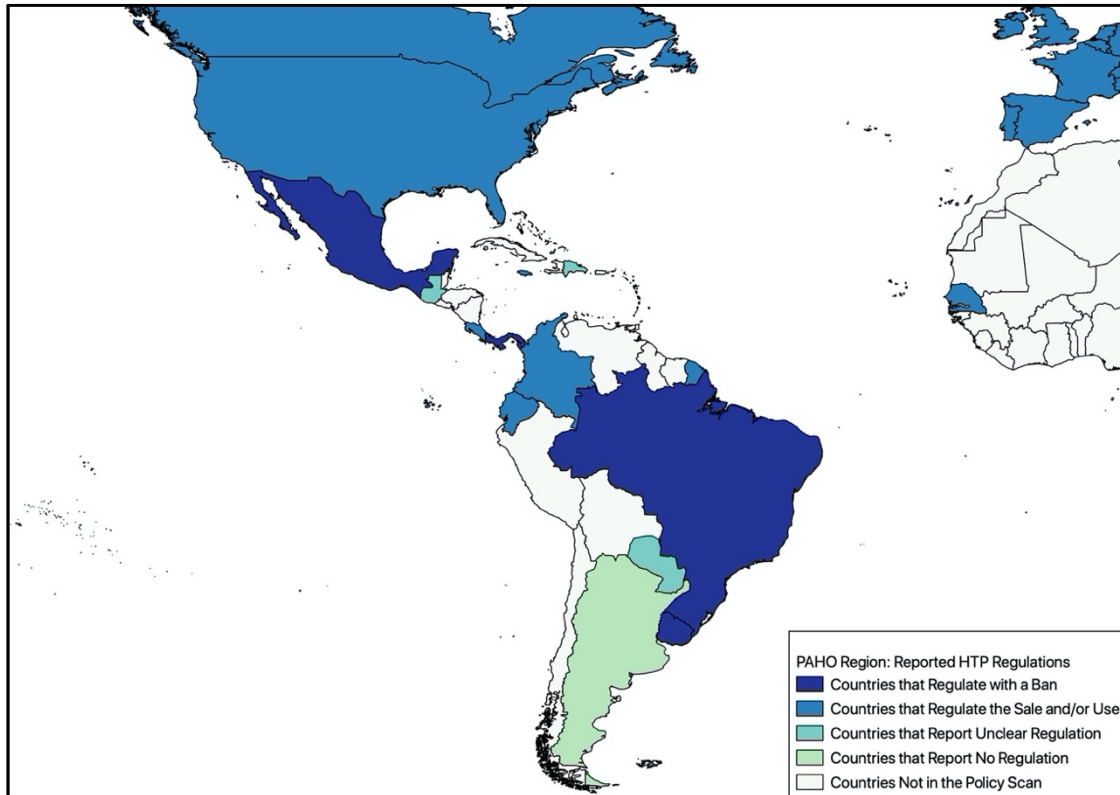 PAHO Region: Reported HTP Regulations
Countries that Regulate with a Ban
Countries that Regulate the Sale and/or Use
Countries that Report Unclear Regulation
Countries that Report No Regulation
Countries Not in the Policy Scan